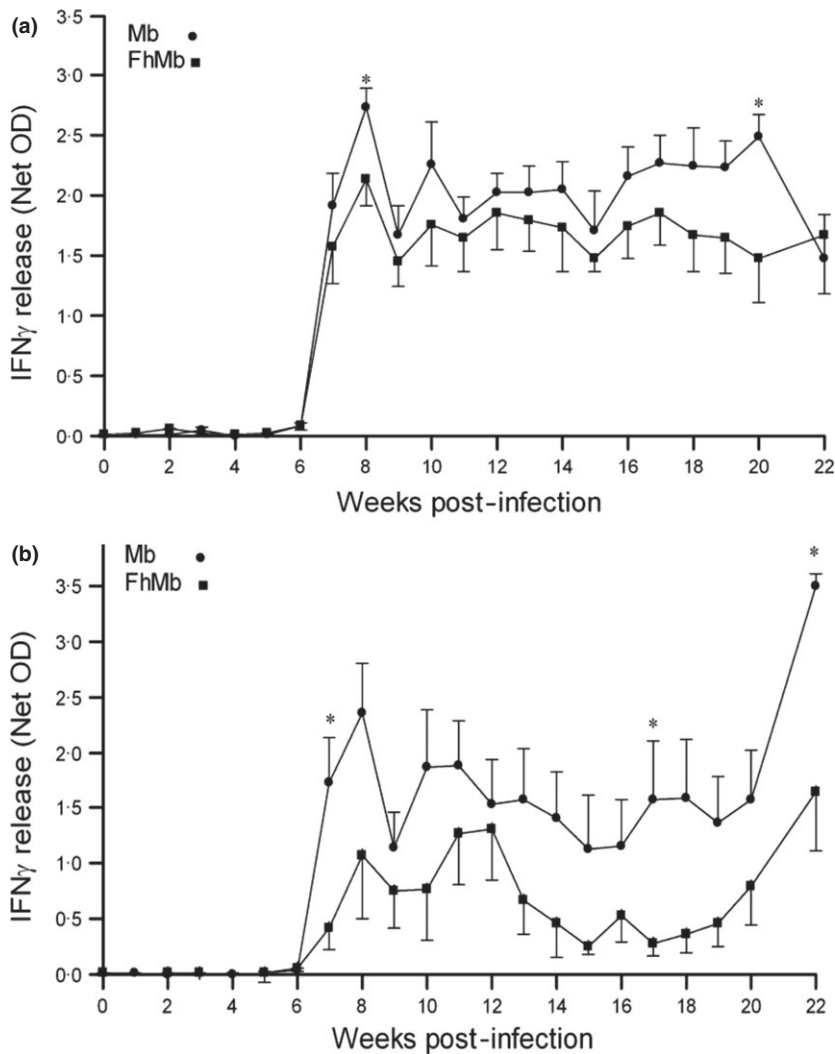 (a)
Mb
FhMb
IFNγ release (Net OD)
3·5
3·0
2·5
2·0
1·5
1·0
0·5
0·0
*
*
0 2 4 6 8 10 12 14 16 18 20 22
Weeks post-infection
(b)
Mb
FhMb
IFNγ release (Net OD)
3·5
3·0
2·5
2·0
1·5
1·0
0·5
0·0
*
*
*
0 2 4 6 8 10 12 14 16 18 20 22
Weeks post-infection